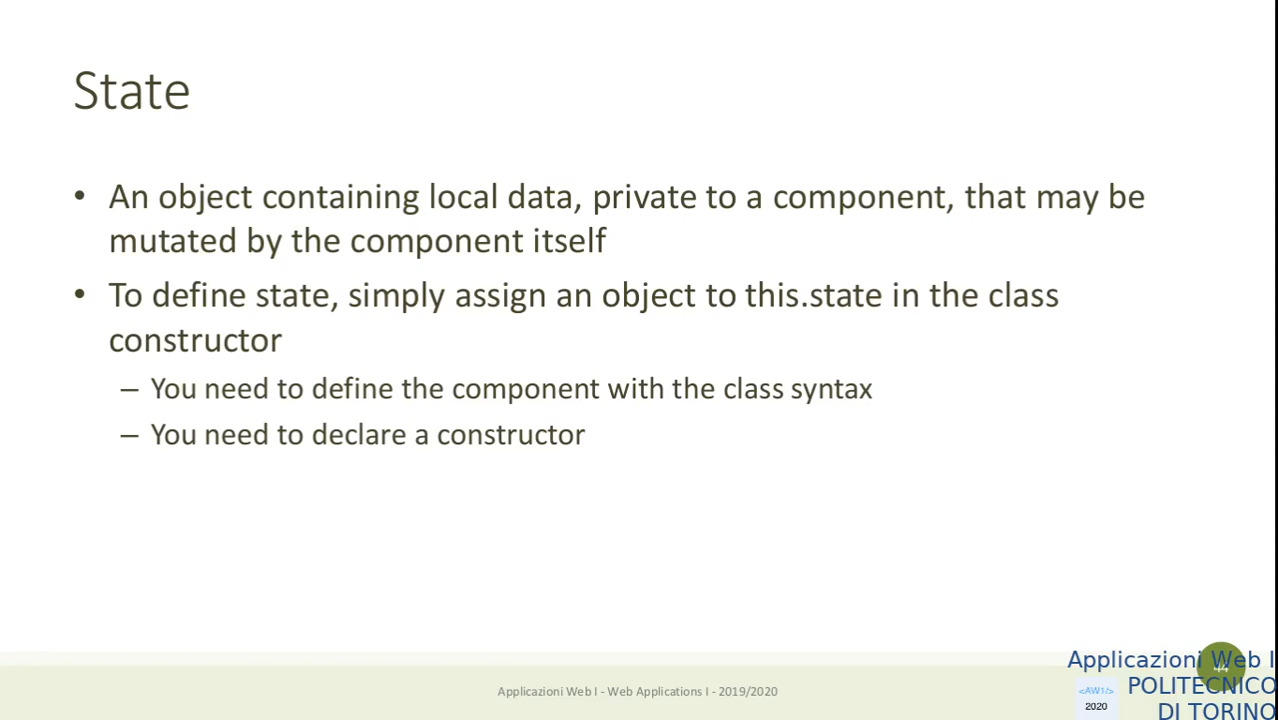 State
• An object containing local data, private to a component, that may be
mutated by the component itself
• To define state, simply assign an object to this.state in the class
constructor
– You need to define the component with the class syntax
– You need to declare a constructor
Applicazioni Web I - Web Applications I - 2019/2020
Applicazioni Web I
POLITECNICO
DI TORINO
<AW1/>
2020
44